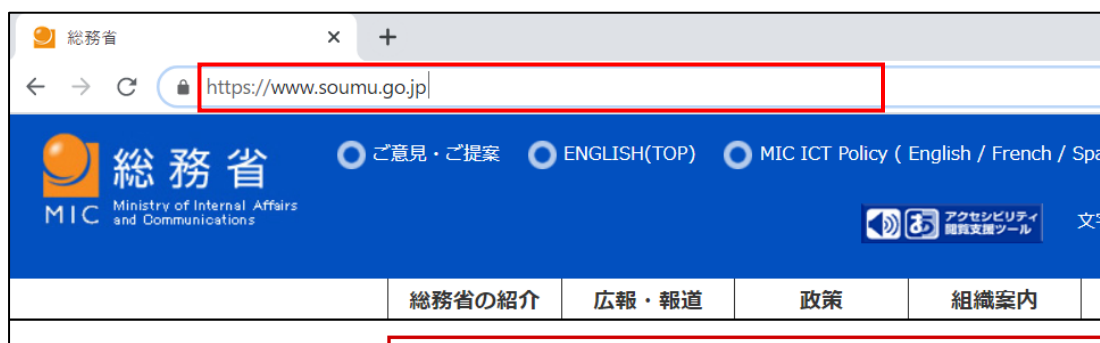 総務省
https://www.soumu.go.jp
総務省
MIC
Ministry of Internal Affairs
and Communications
ご意見・ご提案 ENGLISH(TOP) MIC ICT Policy ( English / French / Spa
あ アクセシビリティ
閲覧支援ツール
文字
総務省の紹介 広報・報道 政策 組織案内